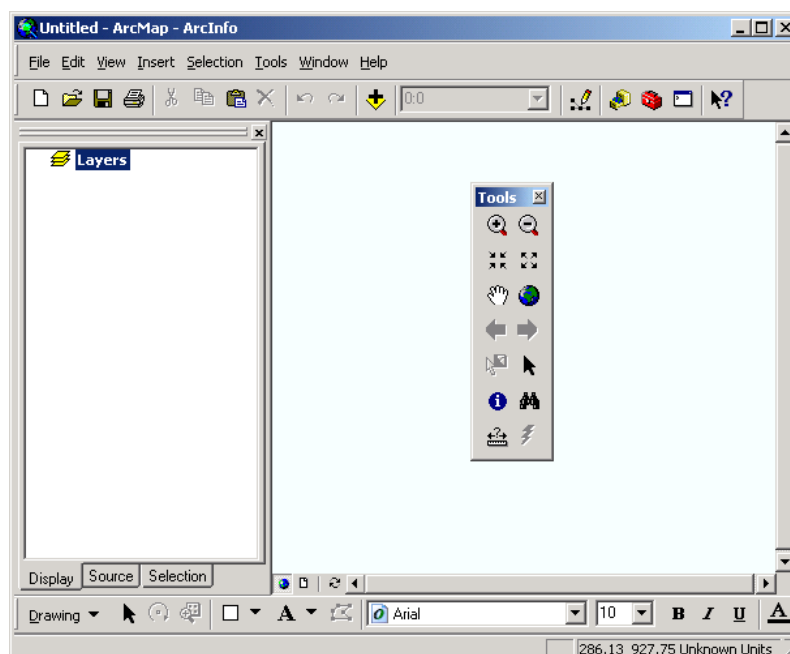 Untitled - ArcMap - ArcInfo
File Edit View Insert Selection Tools Window Help
0:0
Layers
Tools
Display Source Selection
Drawing A Arial 10 B I U A
286.13 927.75 Unknown Units